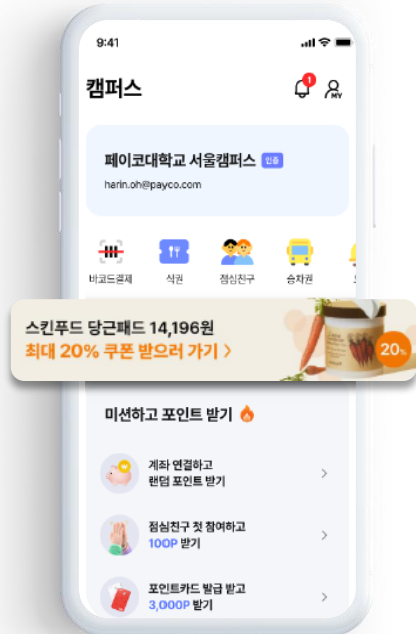 9:41
캠퍼스
1
MY
페이코대학교 서울캠퍼스 인증
harin.oh@payco.com
바코드결제 식권 점심친구 승차권
스킨푸드 당근패드 14,196원
최대 20% 쿠폰 받으러 가기 >
20%
미션하고 포인트 받기
계좌 연결하고
랜덤 포인트 받기
점심친구 첫 참여하고
100P 받기
포인트카드 발급 받고
3,000P 받기